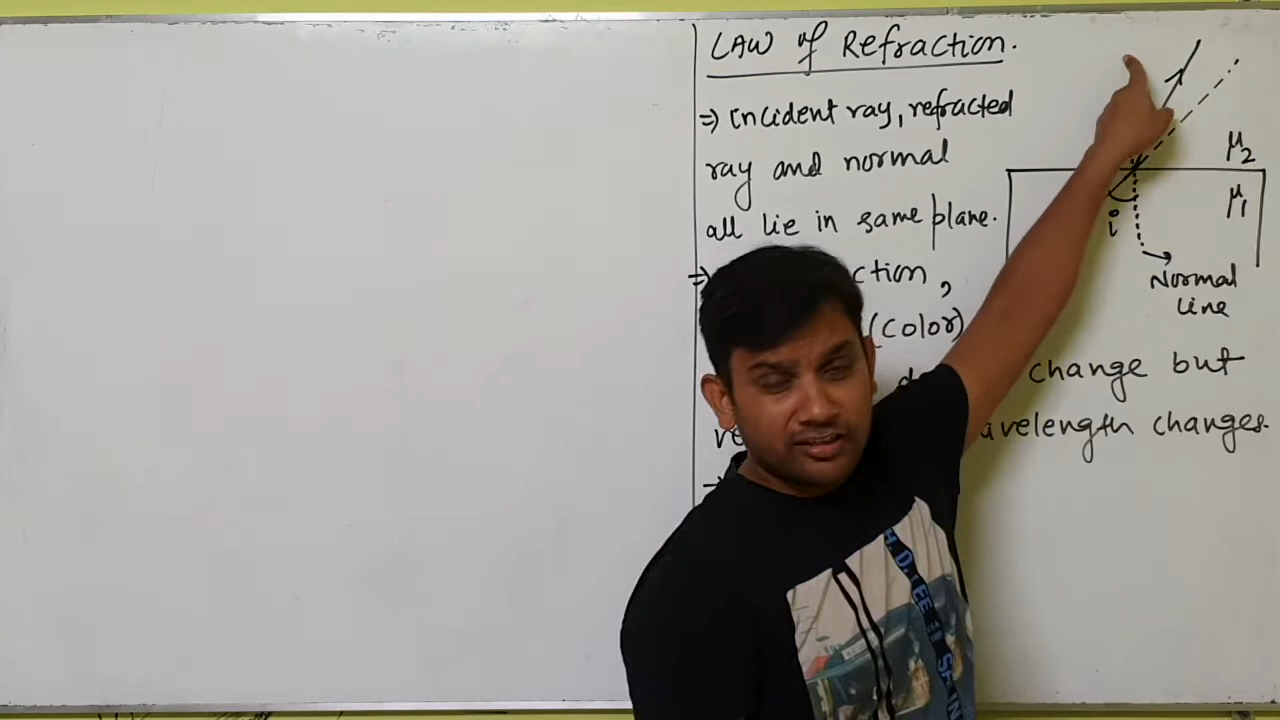 LAW of Refraction.
⇒ Incident ray, refracted
ray and normal
all lie in same plane.
⇒ ction,
(color)
change but
avelength changes.
μ2
μ1
i
Normal
line